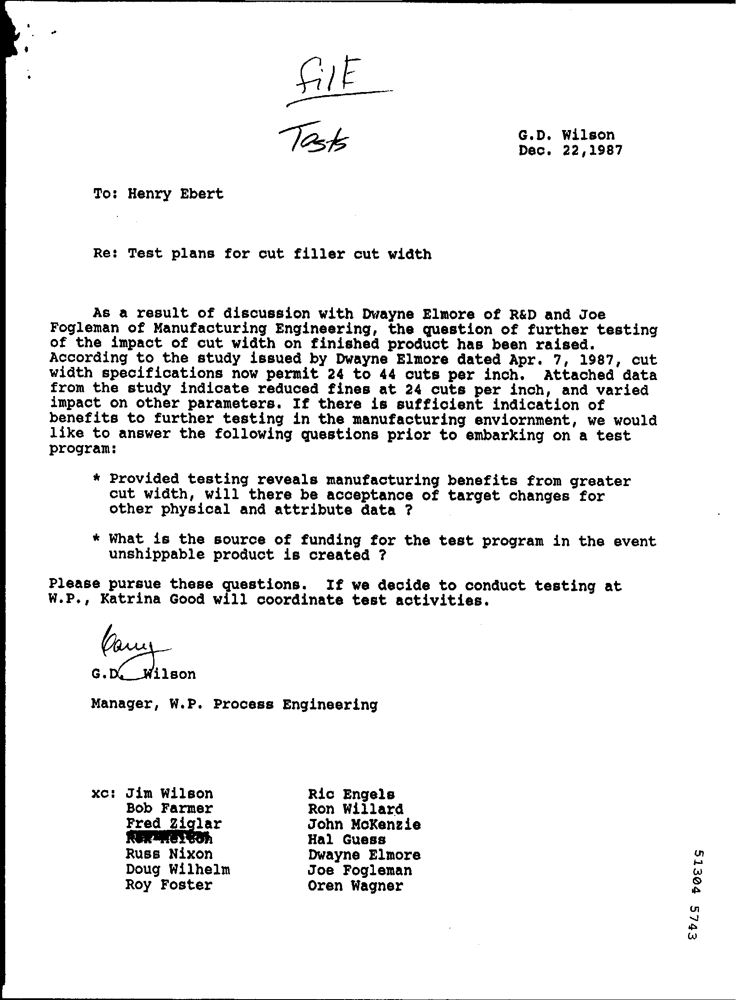 filE
Tests
G.D. Wilson
Dec. 22,1987
To: Henry Ebert
Re: Test plans for cut filler cut width
As a result of discussion with Dwayne Elmore of R&D and Joe
Fogleman of Manufacturing Engineering, the question of further testing
of the impact of cut width on finished product has been raised.
According to the study issued by Dwayne Elmore dated Apr. 7, 1987, cut
width specifications now permit 24 to 44 cuts per inch. Attached data
from the study indicate reduced fines at 24 cuts per inch, and varied
impact on other parameters. If there is sufficient indication of
benefits to further testing in the manufacturing enviornment, we would
like to answer the following questions prior to embarking on a test
program:
* Provided testing reveals manufacturing benefits from greater
cut width, will there be acceptance of target changes for
other physical and attribute data ?
* What is the source of funding for the test program in the event
unshippable product is created ?
Please pursue these questions. If we decide to conduct testing at
W.P., Katrina Good will coordinate test activities.
G.D. Wilson
Manager, W.P. Process Engineering
xc: Jim Wilson
Bob Farmer
Fred Ziglar
Russ Nixon
Doug Wilhelm
Roy Foster
Ric Engels
Ron Willard
John McKenzie
Hal Guess
Dwayne Elmore
Joe Fogleman
Oren Wagner
51304 5743